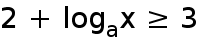 2 + logₐx ≥ 3